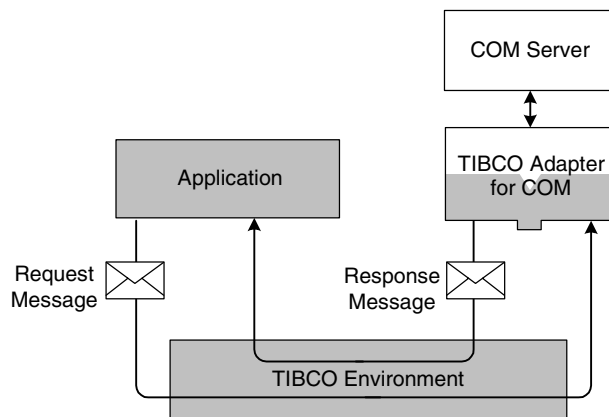 COM Server
TIBCO Adapter
for COM
Application
Request
Message
Response
Message
TIBCO Environment